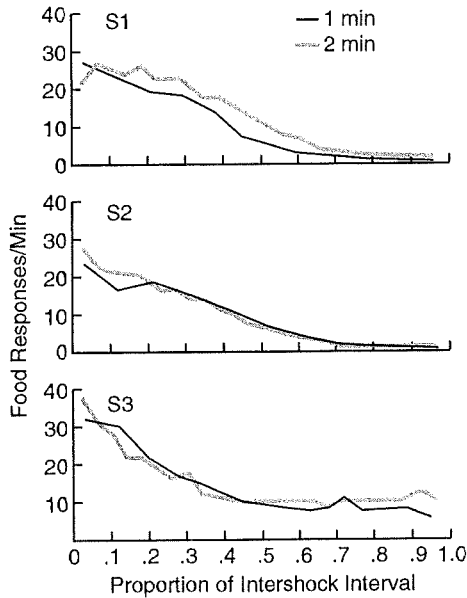 S1
1 min
2 min
40
30
20
10
0
S2
40
30
20
10
0
Food Responses/Min
S3
40
30
20
10
0 .1 .2 .3 .4 .5 .6 .7 .8 .9 1.0
Proportion of Intershock Interval